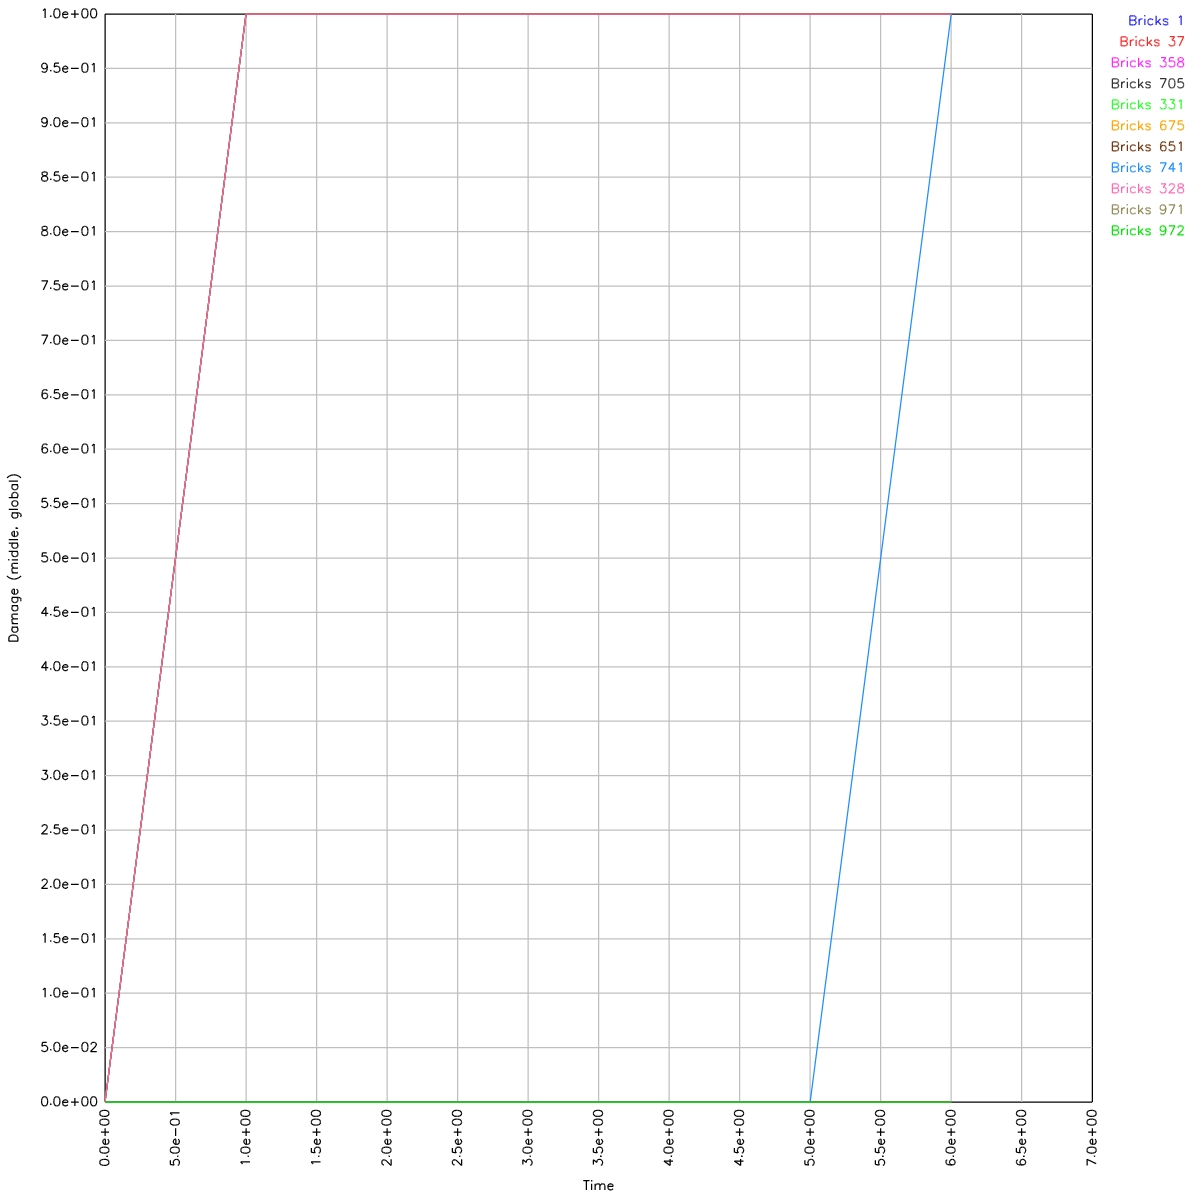 1.0e+00
9.5e-01
9.0e-01
8.5e-01
8.0e-01
7.5e-01
7.0e-01
6.5e-01
6.0e-01
5.5e-01
5.0e-01
4.5e-01
4.0e-01
3.5e-01
3.0e-01
2.5e-01
2.0e-01
1.5e-01
1.0e-01
5.0e-02
0.0e+00
Damage (middle, global)
0.0e+00
5.0e-01
1.0e+00
1.5e+00
2.0e+00
2.5e+00
3.0e+00
3.5e+00
4.0e+00
4.5e+00
5.0e+00
5.5e+00
6.0e+00
6.5e+00
7.0e+00
Time
Bricks 1
Bricks 37
Bricks 358
Bricks 705
Bricks 331
Bricks 675
Bricks 651
Bricks 741
Bricks 328
Bricks 971
Bricks 972